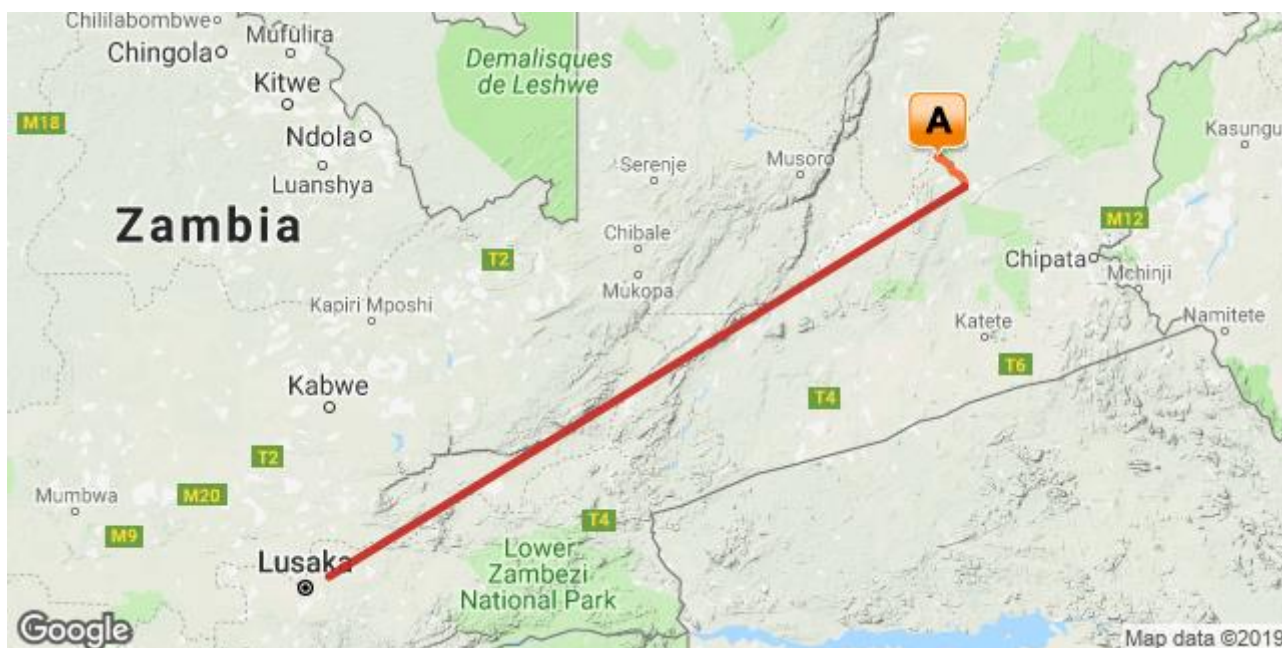 Chililabombwe
Chingola
Mufulira
Kitwe
Demalisques
de Leshwe
A
Kasungu
M18
Ndola
Luanshya
Serenje
Musoro
Zambia
M12
Chibale
T2
Chipata
Mchinji
Mukopa
Kapiri Mposhi
Katete
Namitete
T6
Kabwe
T4
T2
Mumbwa
M20
M9
T4
Lusaka
Lower
Zambezi
National Park
Google
Map data ©2019